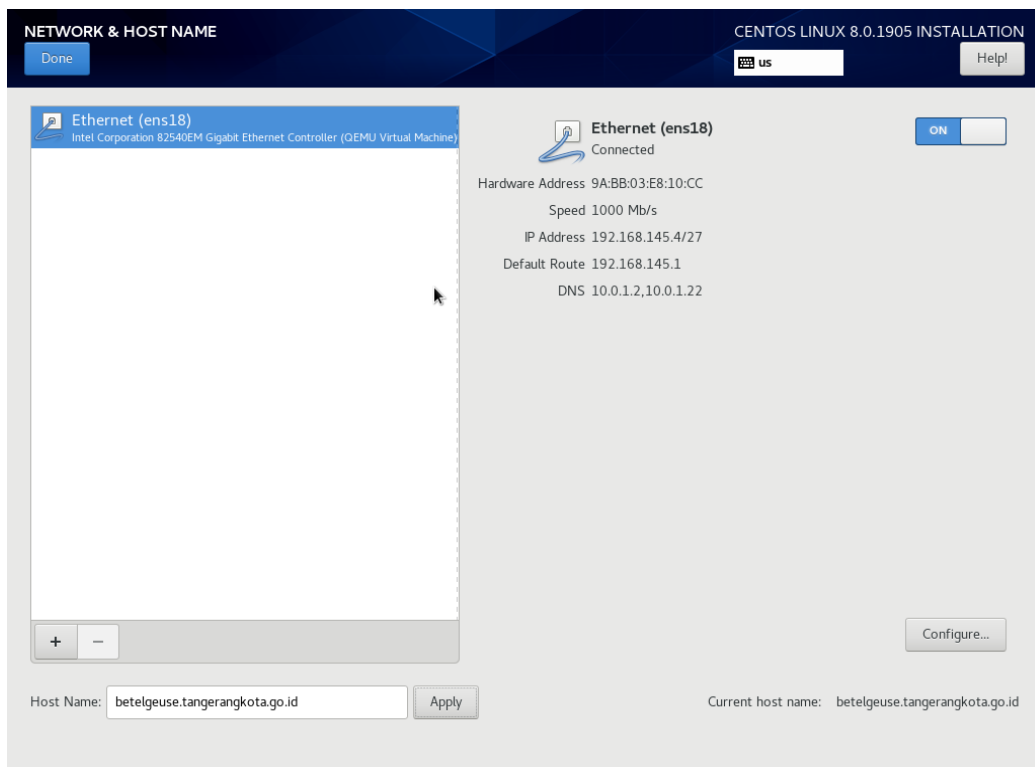 NETWORK & HOST NAME
CENTOS LINUX 8.0.1905 INSTALLATION
Done
us
Help!
Ethernet (ens18)
Intel Corporation 82540EM Gigabit Ethernet Controller (QEMU Virtual Machine)
Ethernet (ens18)
Connected
ON
Hardware Address 9A:BB:03:E8:10:CC
Speed 1000 Mb/s
IP Address 192.168.145.4/27
Default Route 192.168.145.1
DNS 10.0.1.2,10.0.1.22
+ −
Configure...
Host Name: betelgeuse.tangerangkota.go.id Apply
Current host name: betelgeuse.tangerangkota.go.id